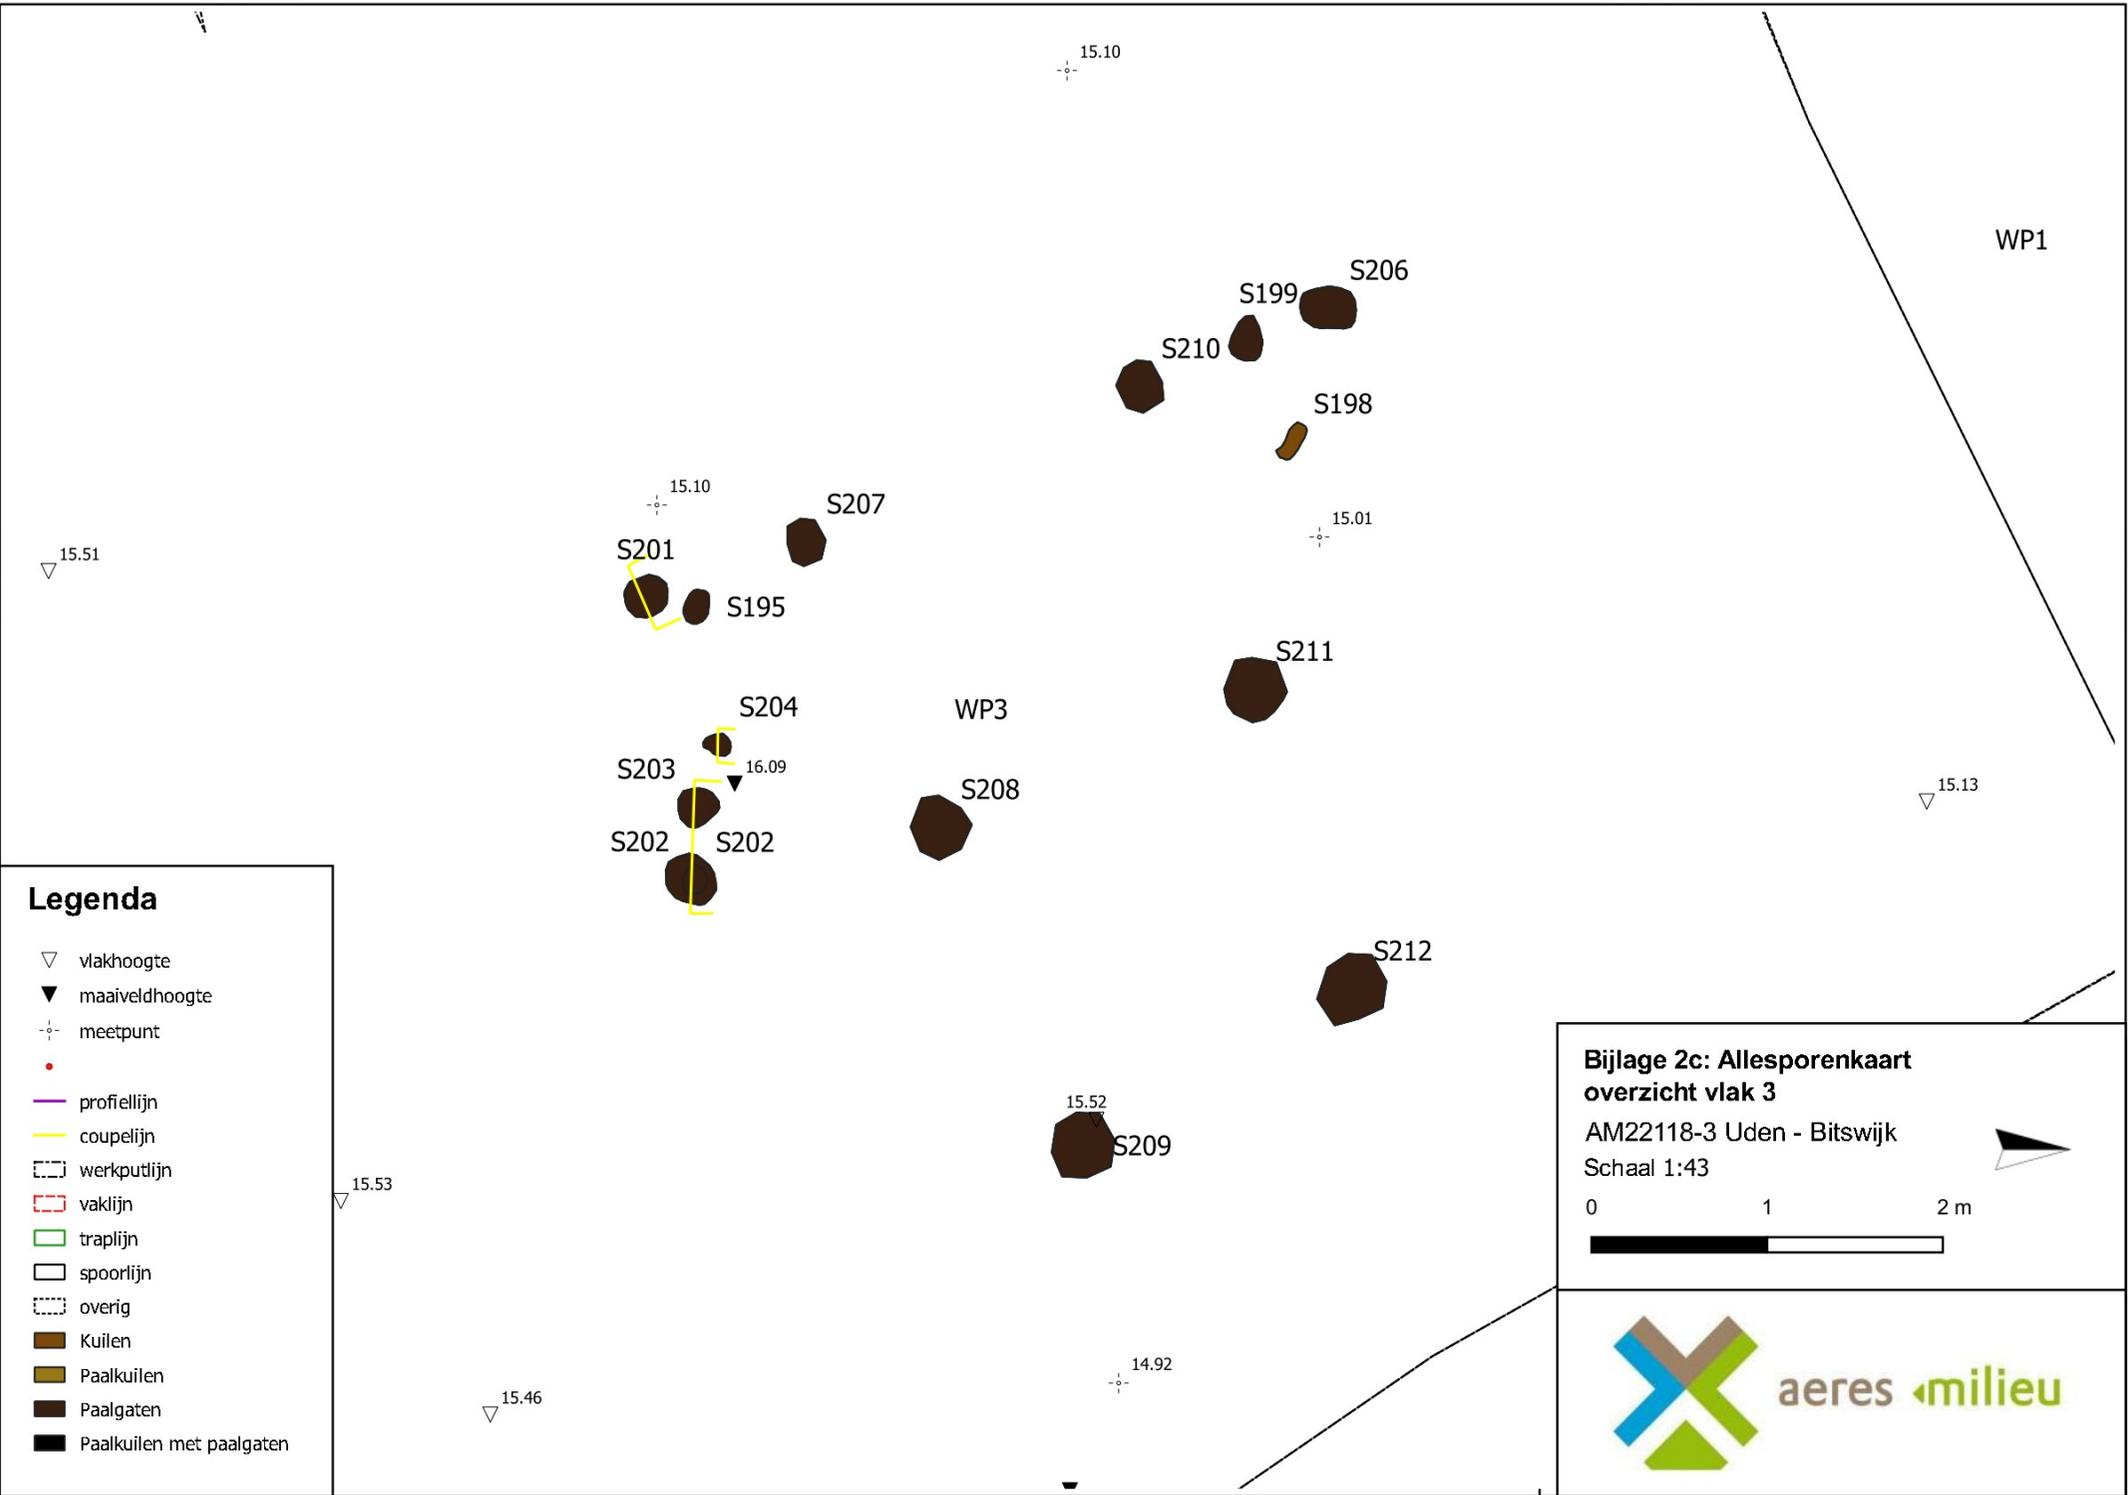 15.10
WP1
S206
S199
S210
S198
15.10
S207
15.01
S201
15.51
S195
S211
S204
WP3
16.09
S203
S208
15.13
S202
S202
S212
15.52
S209
15.53
14.92
15.46
Legenda
vlakhoogte
maaiveldhoogte
meetpunt
profiellijn
coupelijn
werkputlijn
vaklijn
traplijn
spoorlijn
overig
Kuilen
Paalkuilen
Paalgaten
Paalkuilen met paalgaten
Bijlage 2c: Allesporenkaart
overzicht vlak 3
AM22118-3 Uden - Bitswijk
Schaal 1:43
0 1 2 m
aeres milieu